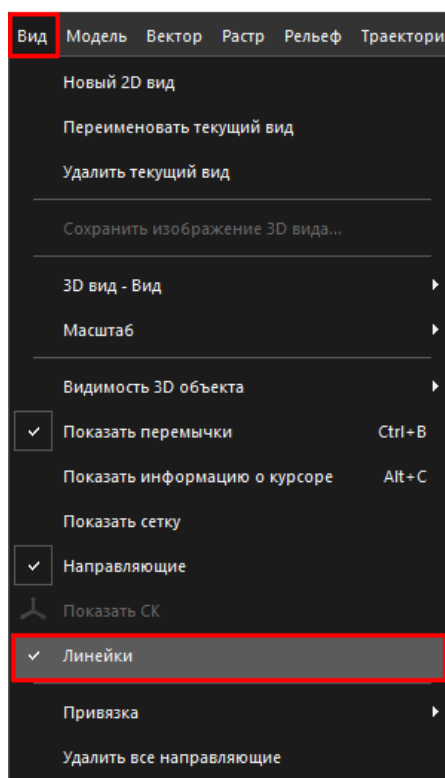 Вид Модель Вектор Растр Рельеф Траектори
Новый 2D вид
Переименовать текущий вид
Удалить текущий вид
Сохранить изображение 3D вида...
3D вид - Вид
Масштаб
Видимость 3D объекта
Показать перемычки Ctrl+B
Показать информацию о курсоре Alt+C
Показать сетку
Направляющие
Показать СК
Линейки
Привязка
Удалить все направляющие